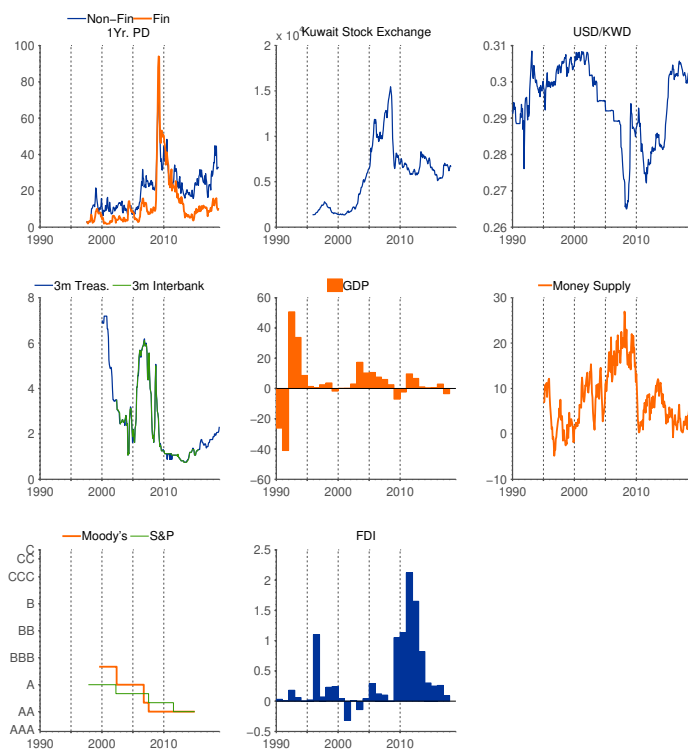 Non-Fin Fin
1Yr. PD
100
80
60
40
20
0
1990 2000 2010
Kuwait Stock Exchange
2
1.5
1
0.5
0
1990 2000 2010
USD/KWD
0.31
0.3
0.29
0.28
0.27
0.26
1990 2000 2010
3m Treas. 3m Interbank
8
6
4
2
0
1990 2000 2010
GDP
60
40
20
0
−20
−40
−60
1990 2000 2010
Money Supply
30
20
10
0
−10
1990 2000 2010
Moody's S&P
C
CC
CCC
B
BB
BBB
A
AA
AAA
1990 2000 2010
FDI
2.5
2
1.5
1
0.5
0
−0.5
1990 2000 2010